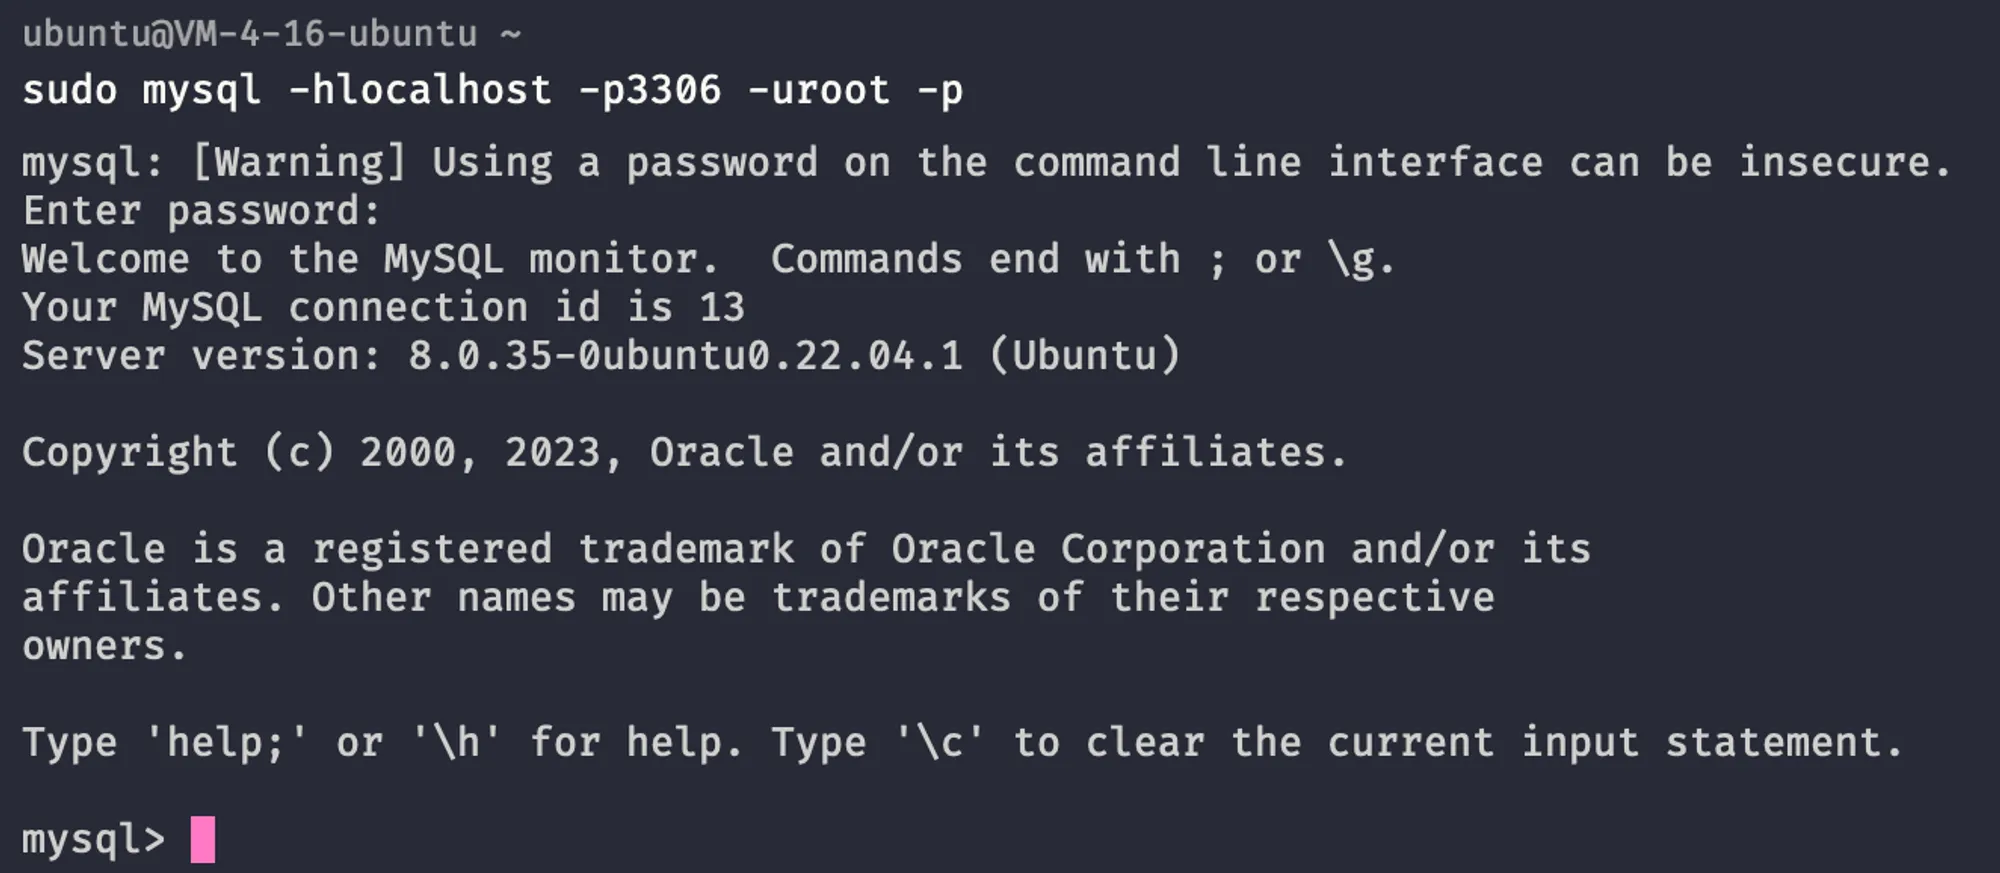 ubuntu@VM-4-16-ubuntu ~
sudo mysql -hlocalhost -p3306 -uroot -p
mysql: [Warning] Using a password on the command line interface can be insecure.
Enter password:
Welcome to the MySQL monitor.  Commands end with ; or \g.
Your MySQL connection id is 13
Server version: 8.0.35-0ubuntu0.22.04.1 (Ubuntu)
Copyright (c) 2000, 2023, Oracle and/or its affiliates.
Oracle is a registered trademark of Oracle Corporation and/or its
affiliates. Other names may be trademarks of their respective
owners.
Type 'help;' or '\h' for help. Type '\c' to clear the current input statement.
mysql>